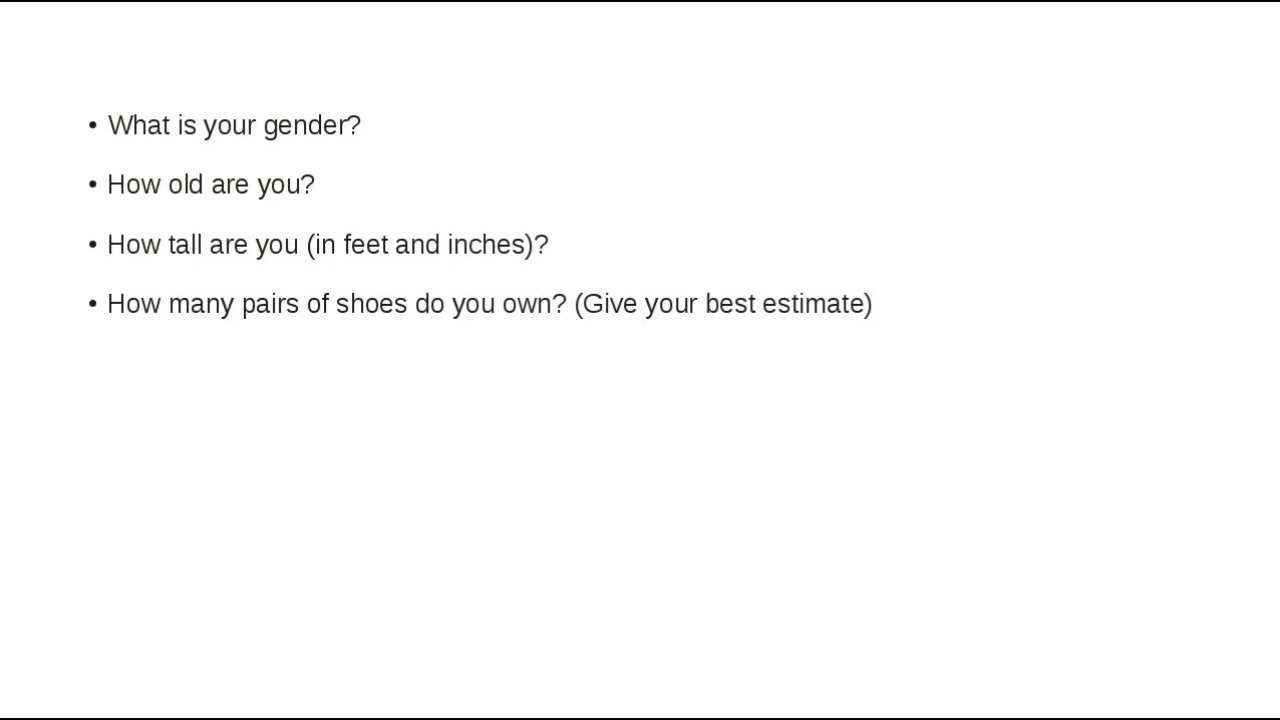 • What is your gender?
• How old are you?
• How tall are you (in feet and inches)?
• How many pairs of shoes do you own? (Give your best estimate)